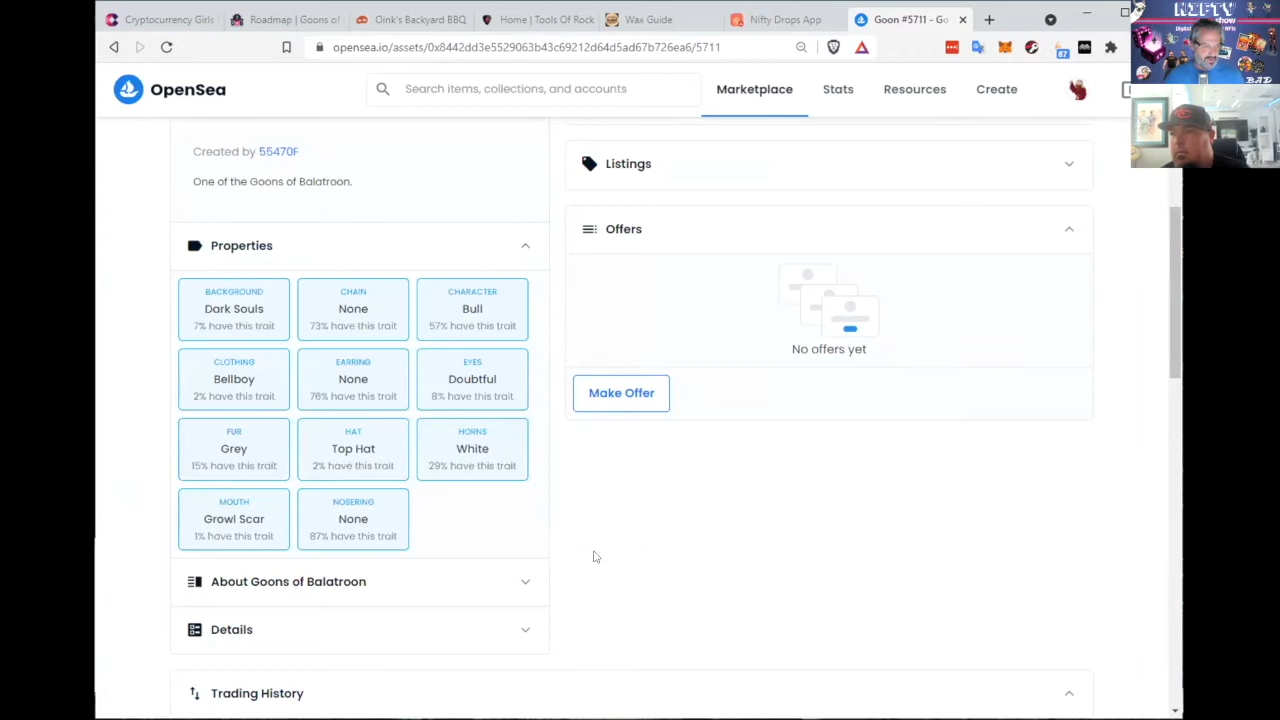 Cryptocurrency Girls
Roadmap | Goons of
Oink's Backyard BBQ
Home | Tools Of Rock
Wax Guide
Nifty Drops App
Goon #5711 - Go
opensea.io/assets/0x8442dd3e5529063b43c69212d64d5ad67b726ea6/5711
87
NIFTY
show
BAD
OpenSea
Search items, collections, and accounts
Marketplace
Stats
Resources
Create
Created by 55470F
One of the Goons of Balatroon.
Properties
BACKGROUND
Dark Souls
7% have this trait
CHAIN
None
73% have this trait
CHARACTER
Bull
57% have this trait
CLOTHING
Bellboy
2% have this trait
EARRING
None
76% have this trait
EYES
Doubtful
8% have this trait
FUR
Grey
15% have this trait
HAT
Top Hat
2% have this trait
HORNS
White
29% have this trait
MOUTH
Growl Scar
1% have this trait
NOSERING
None
87% have this trait
About Goons of Balatroon
Details
Listings
Offers
No offers yet
Make Offer
Trading History